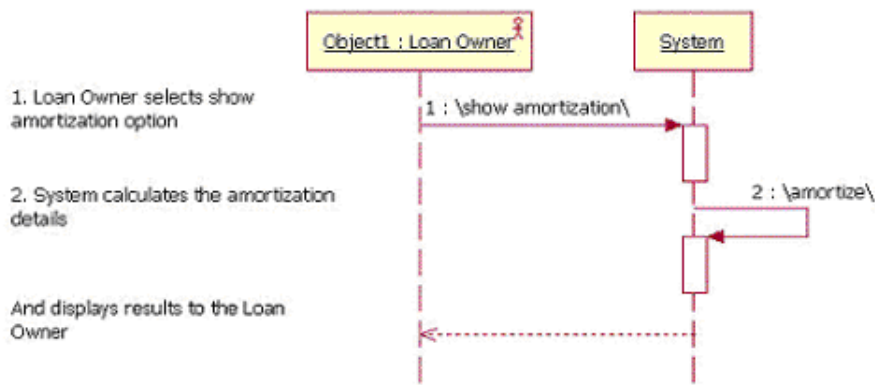 Object1 : Loan Owner
System
1. Loan Owner selects show
amortization option
1 : \show amortization\
2. System calculates the amortization
details
2 : \amortize\
And displays results to the Loan
Owner